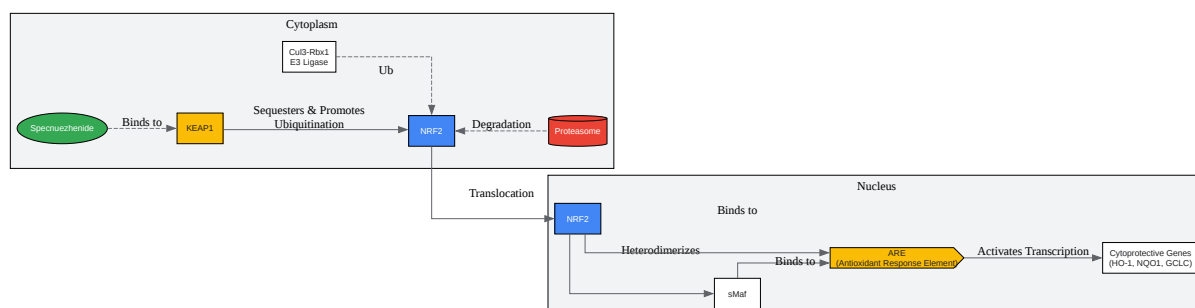 Cytoplasm
Cul3-Rbx1
E3 Ligase
Ub
Specnuezhenide
Binds to
KEAP1
Sequesters & Promotes
Ubiquitination
NRF2
Degradation
Proteasome
Translocation
Nucleus
NRF2
Binds to
Heterodimerizes
Binds to
ARE
(Antioxidant Response Element)
Activates Transcription
Cytoprotective Genes
(HO-1, NQO1, GCLC)
sMaf